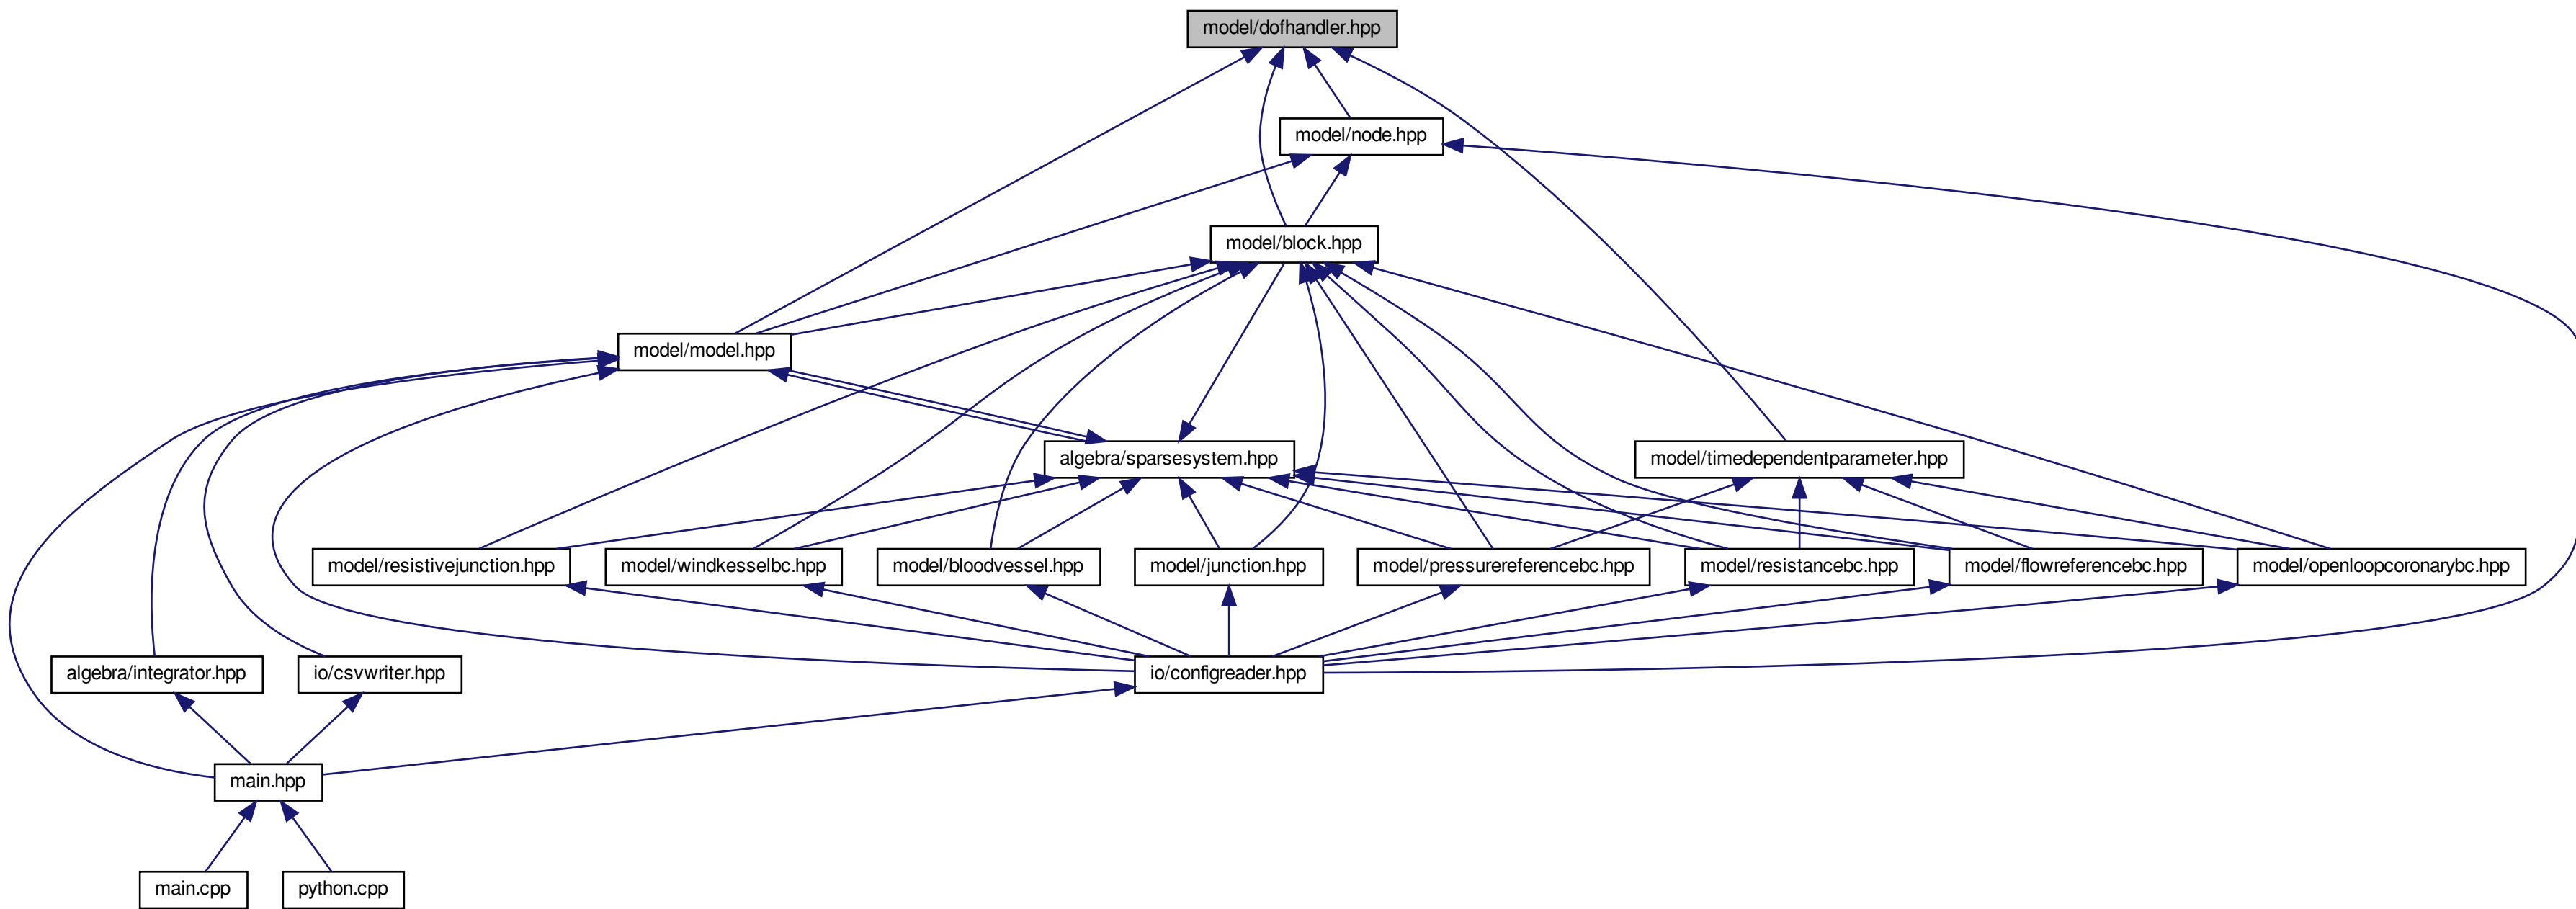 model/dofhandler.hpp
model/node.hpp
model/block.hpp
model/model.hpp
algebra/sparsesystem.hpp
model/timedependentparameter.hpp
model/resistivejunction.hpp
model/windkesselbc.hpp
model/bloodvessel.hpp
model/junction.hpp
model/pressurereferencebc.hpp
model/resistancebc.hpp
model/flowreferencebc.hpp
model/openloopcoronarybc.hpp
algebra/integrator.hpp
io/csvwriter.hpp
io/configreader.hpp
main.hpp
main.cpp
python.cpp